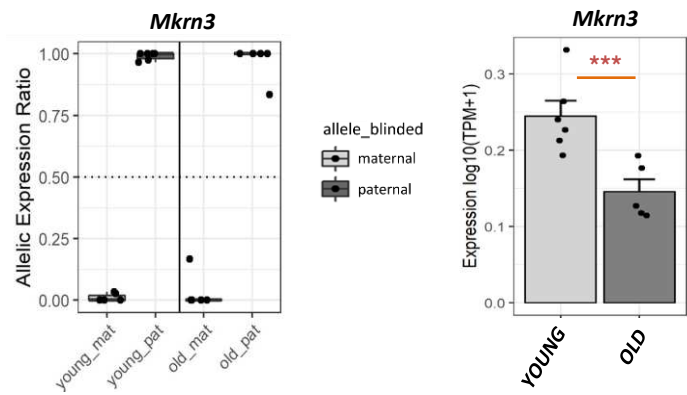 Mkrn3
Allelic Expression Ratio
1.00
0.75
0.50
0.25
0.00
young_mat
young_pat
old_mat
old_pat
allele_blinded
maternal
paternal
Mkrn3
Expression log10(TPM+1)
0.3
0.2
0.1
0.0
***
YOUNG
OLD